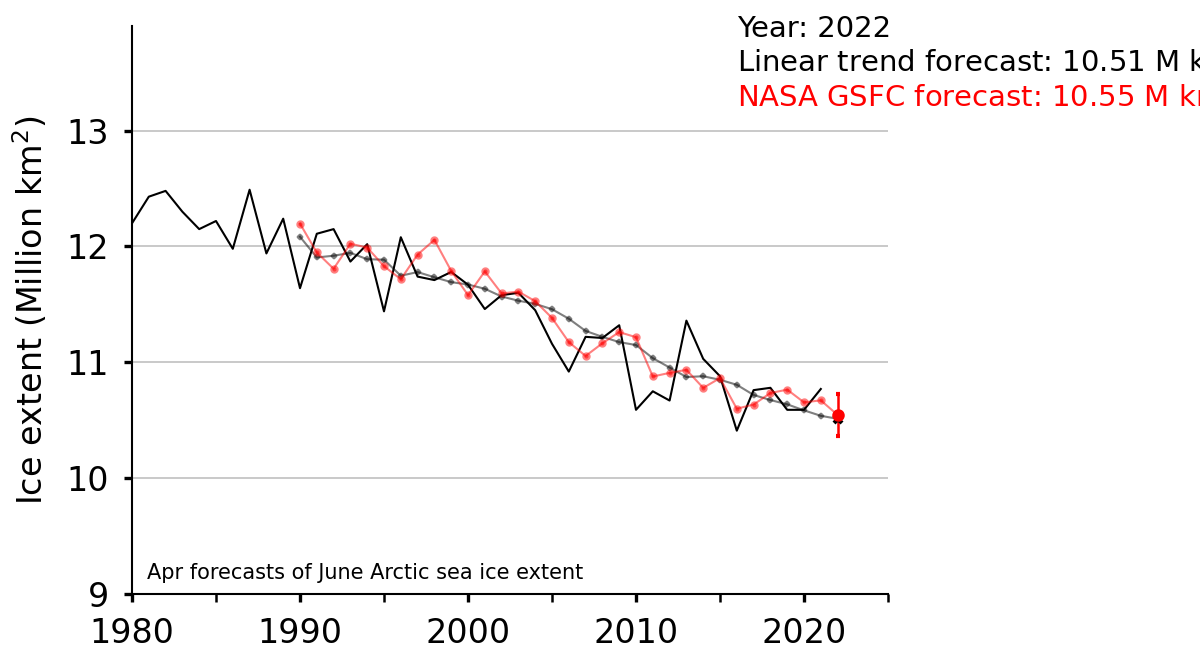 Year: 2022
Linear trend forecast: 10.51 M k
NASA GSFC forecast: 10.55 M k
Ice extent (Million km²)
13
12
11
10
9
Apr forecasts of June Arctic sea ice extent
1980 1990 2000 2010 2020